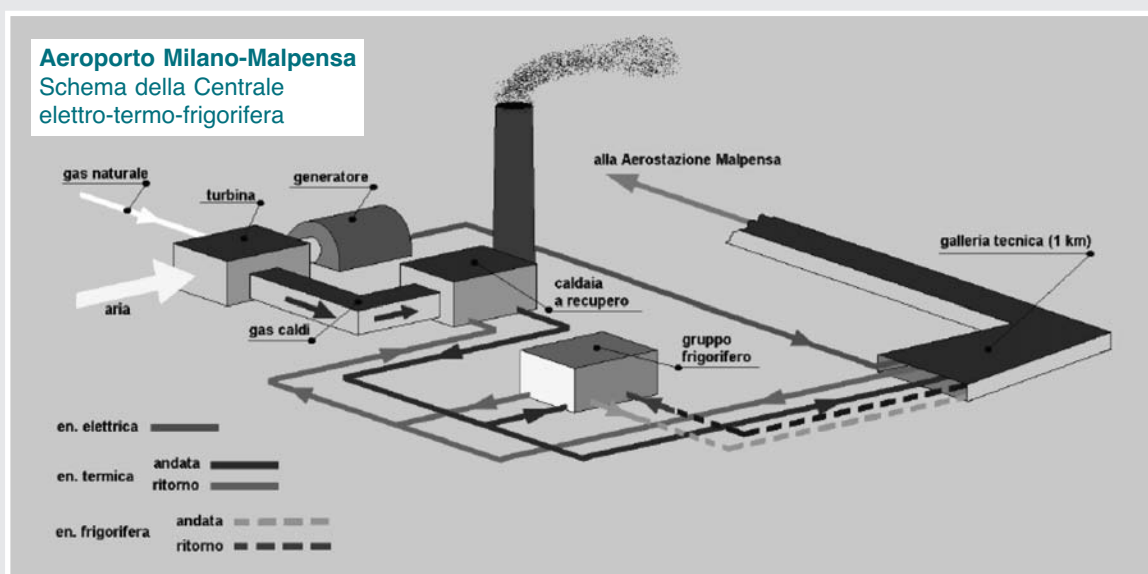 Aeroporto Milano-Malpensa
Schema della Centrale
elettro-termo-frigorifera
gas naturale
turbina
generatore
alla Aerostazione Malpensa
galleria tecnica (1 km)
aria
gas caldi
caldaia
a recupero
gruppo
frigorifero
en. elettrica
en. termica
andata
ritorno
en. frigorifera
andata
ritorno